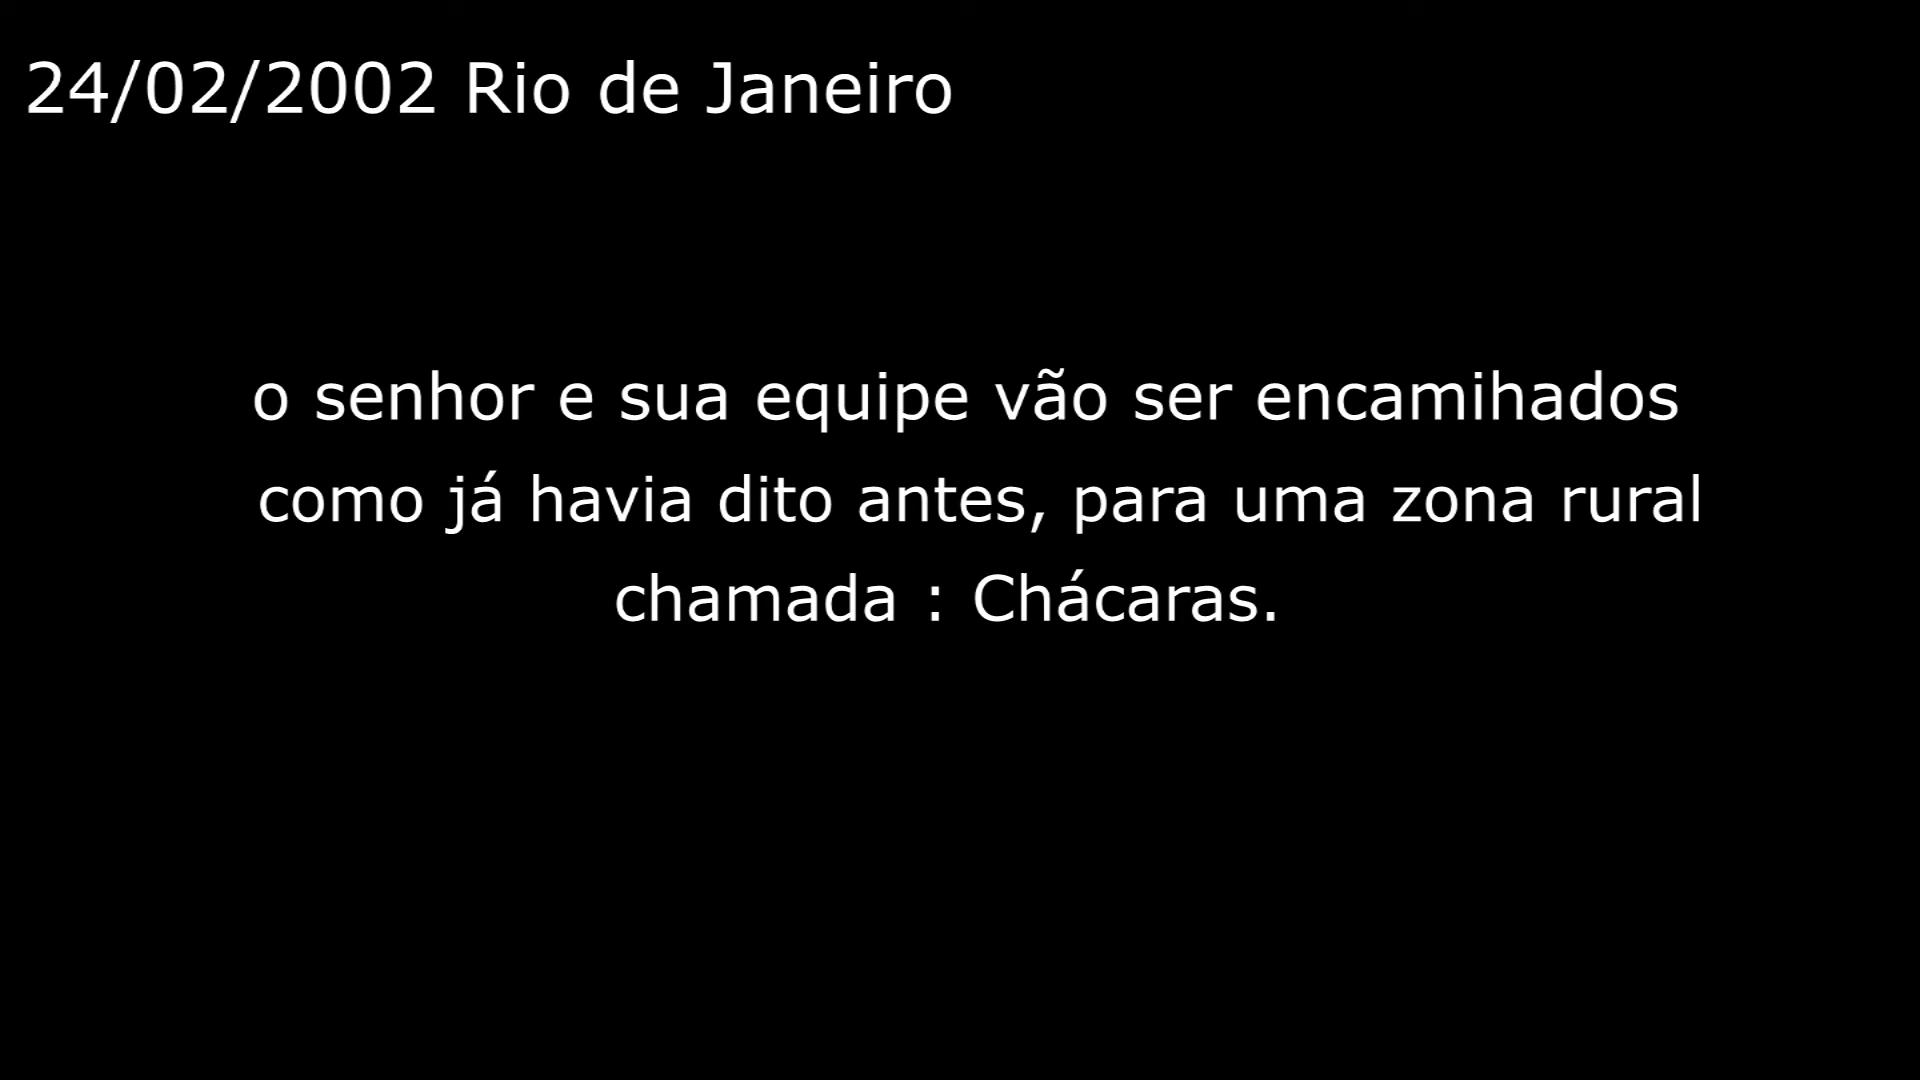 24/02/2002 Rio de Janeiro
o senhor e sua equipe vão ser encamihados
como já havia dito antes, para uma zona rural
chamada : Chácaras.